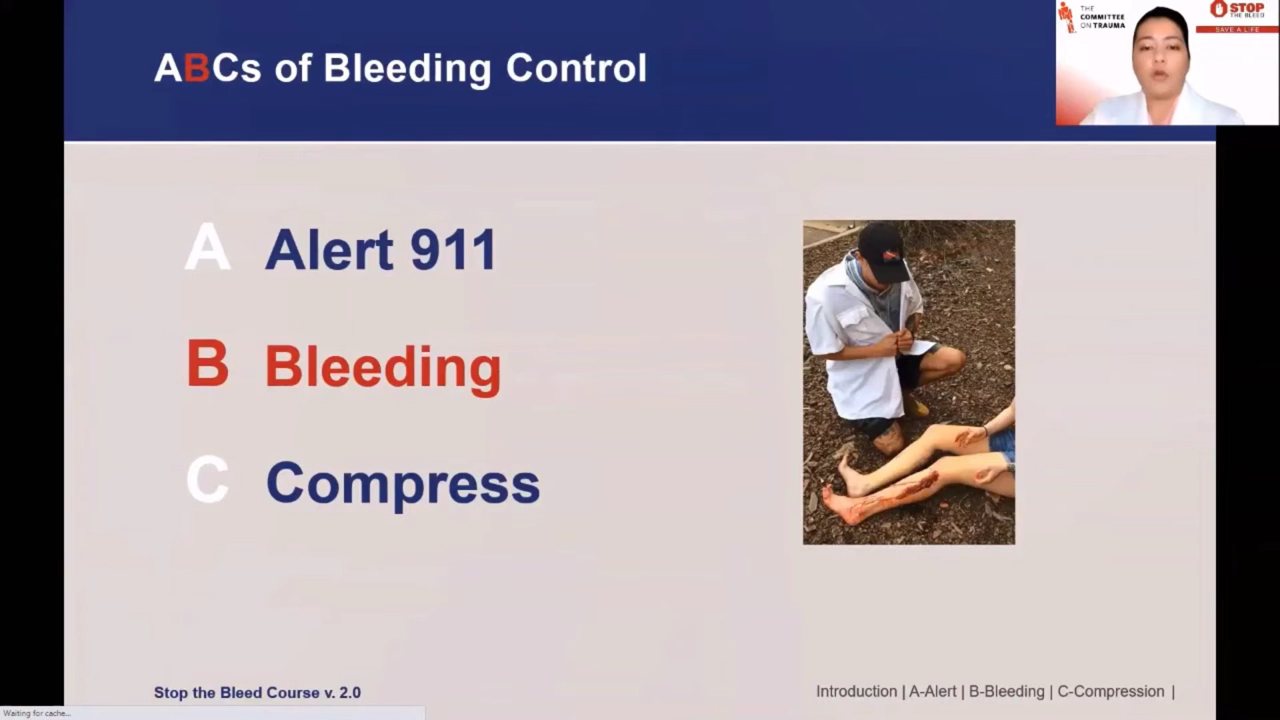 ABCs of Bleeding Control
THE
COMMITTEE
ON TRAUMA
STOP
THE BLEED
SAVE A LIFE
A Alert 911
B Bleeding
C Compress
Stop the Bleed Course v. 2.0
Introduction | A-Alert | B-Bleeding | C-Compression |
Waiting for cache...